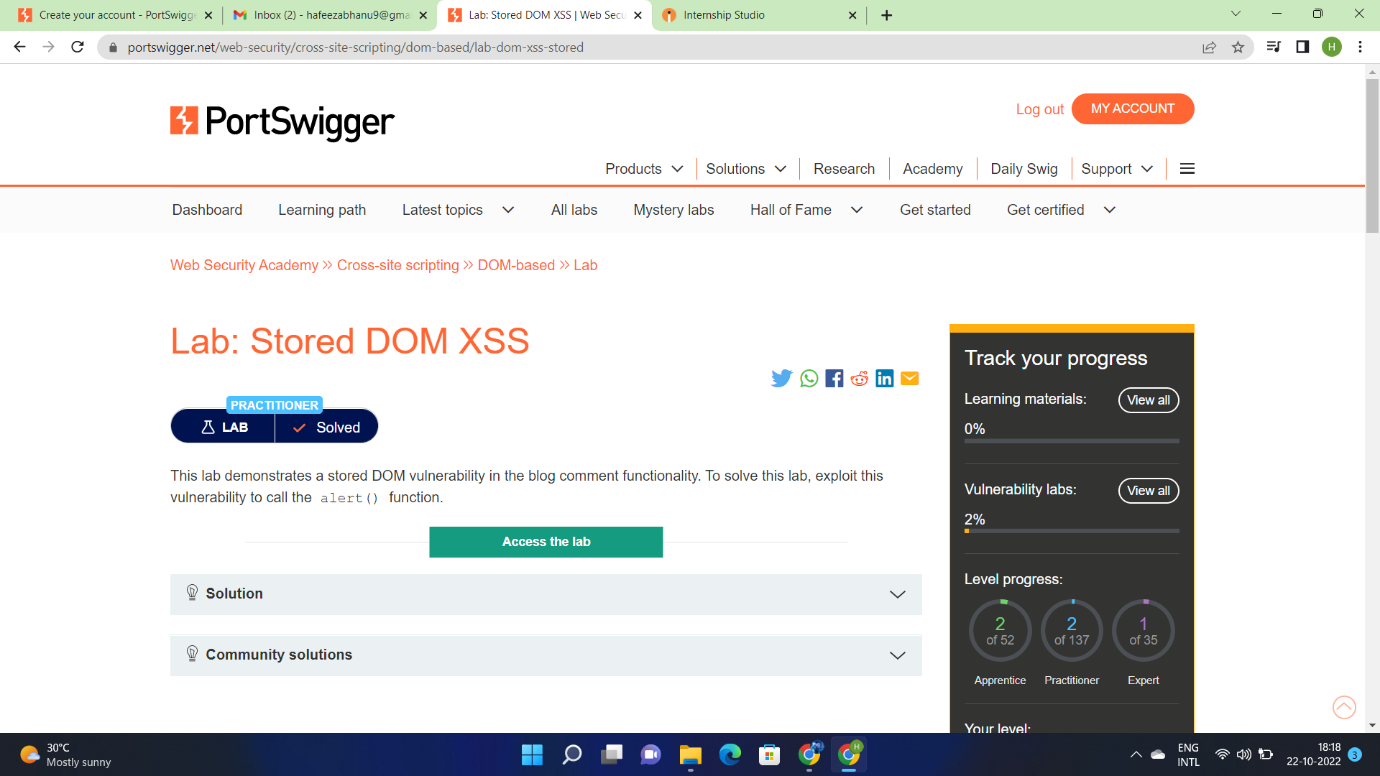 Create your account - PortSwigg
Inbox (2) - hafeezabhanu9@gma
Lab: Stored DOM XSS | Web Secu
Internship Studio
portswigger.net/web-security/cross-site-scripting/dom-based/lab-dom-xss-stored
H
PortSwigger
Log out
MY ACCOUNT
Products
Solutions
Research
Academy
Daily Swig
Support
Dashboard
Learning path
Latest topics
All labs
Mystery labs
Hall of Fame
Get started
Get certified
Web Security Academy » Cross-site scripting » DOM-based » Lab
Lab: Stored DOM XSS
PRACTITIONER
LAB
Solved
This lab demonstrates a stored DOM vulnerability in the blog comment functionality. To solve this lab, exploit this
vulnerability to call the alert() function.
Access the lab
Solution
Community solutions
Track your progress
Learning materials:
View all
0%
Vulnerability labs:
View all
2%
Level progress:
2
of 52
2
of 137
1
of 35
Apprentice
Practitioner
Expert
Your level:
30°C
Mostly sunny
ENG
INTL
18:18
22-10-2022
3